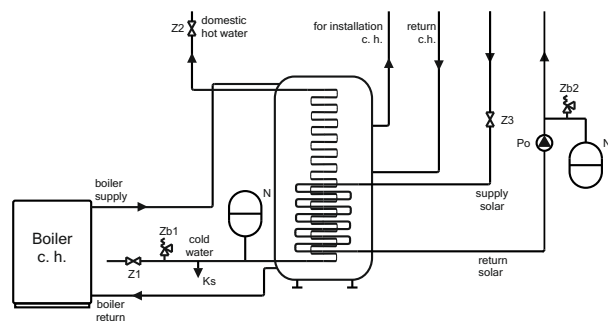 Z2
domestic
hot water
for installation
c. h.
return
c.h.
Zb2
Z3
Po
N
boiler
supply
N
supply
solar
Boiler
c. h.
Zb1
cold
water
Z1
Ks
return
solar
boiler
return